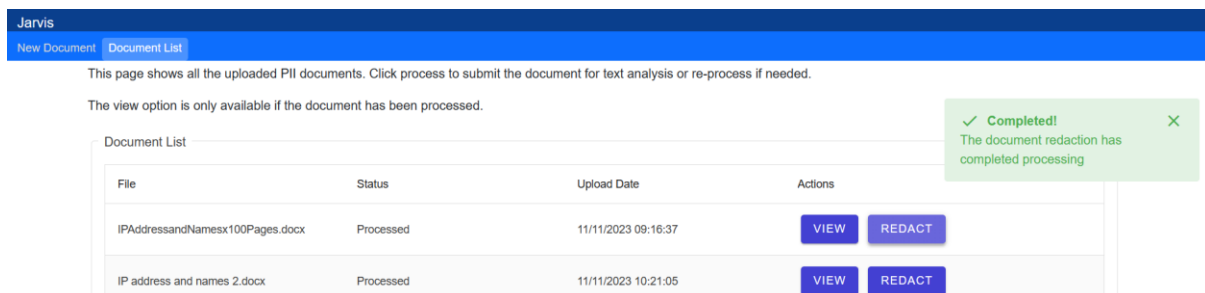 Jarvis
New Document Document List
This page shows all the uploaded PII documents. Click process to submit the document for text analysis or re-process if needed.
The view option is only available if the document has been processed.
Completed!
The document redaction has
completed processing
Document List
File Status Upload Date Actions
IPAddressandNamesx100Pages.docx Processed 11/11/2023 09:16:37 VIEW REDACT
IP address and names 2.docx Processed 11/11/2023 10:21:05 VIEW REDACT